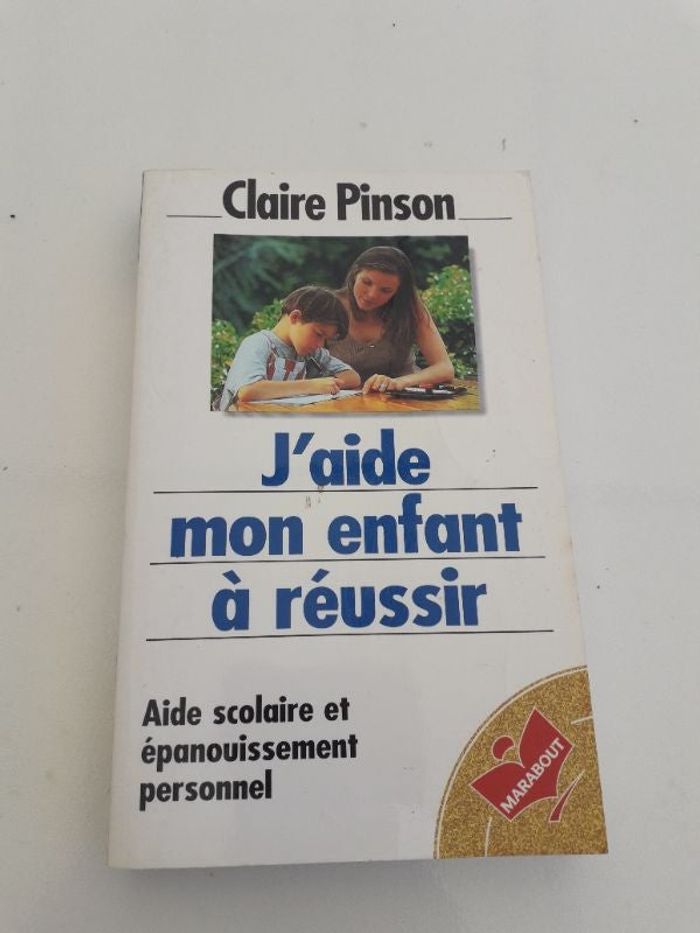 Claire Pinson
J'aide
mon enfant
à réussir
Aide scolaire et
épanouissement
personnel
MARABOUT